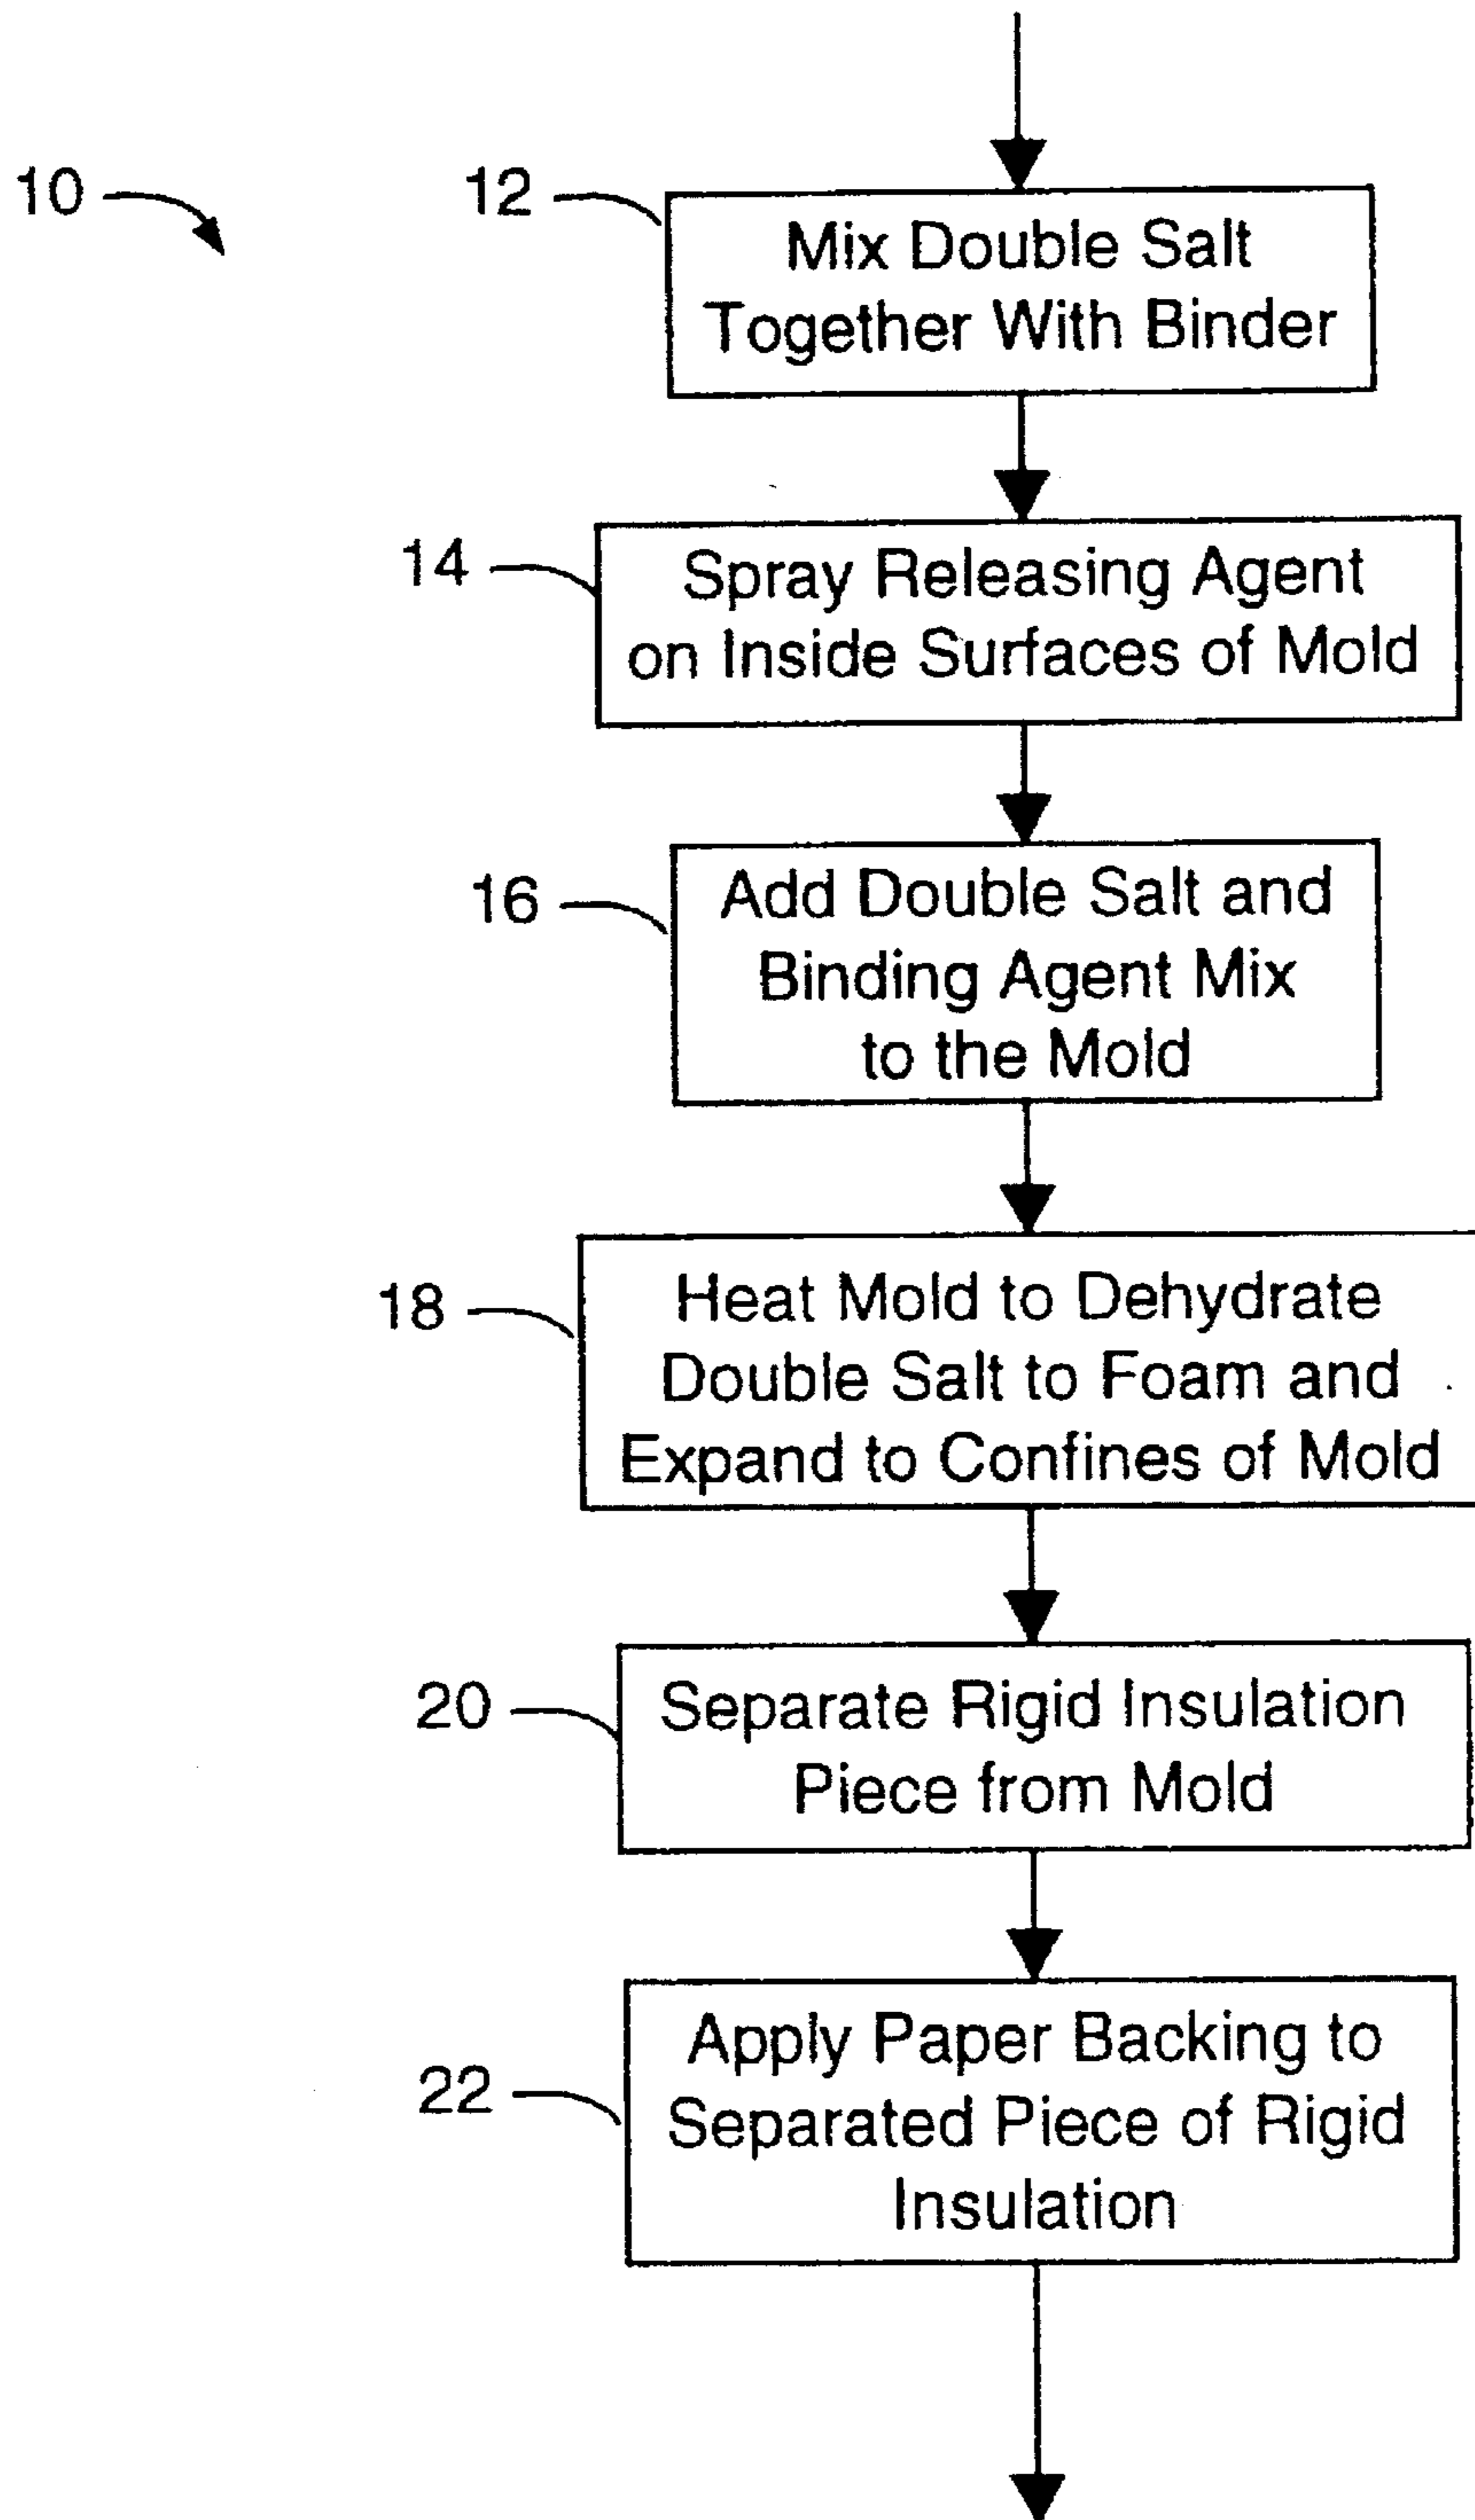 10
12
Mix Double Salt
Together With Binder
14
Spray Releasing Agent
on Inside Surfaces of Mold
16
Add Double Salt and
Binding Agent Mix
to the Mold
18
Heat Mold to Dehydrate
Double Salt to Foam and
Expand to Confines of Mold
20
Separate Rigid Insulation
Piece from Mold
22
Apply Paper Backing to
Separated Piece of Rigid
Insulation